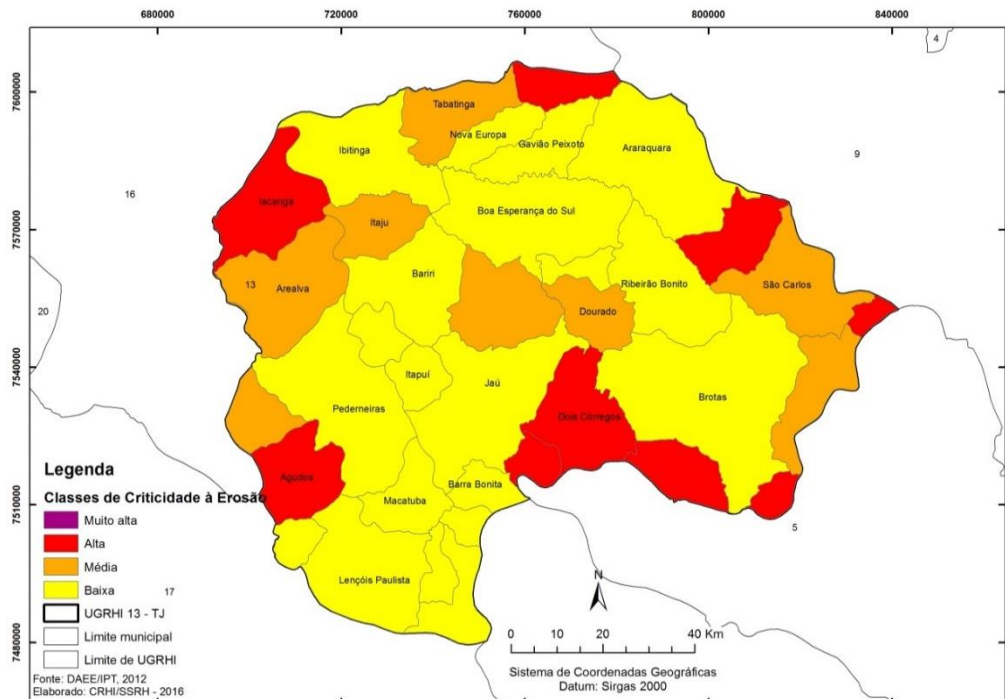 680000 720000 760000 800000 840000
7600000
7570000
7540000
7510000
7480000
4
9
16
20
13
5
17
Tabatinga
Nova Europa
Gavião Peixoto
Araraquara
Ibitinga
Iacanga
Itaju
Boa Esperança do Sul
Bariri
Arealva
Ribeirão Bonito
São Carlos
Dourado
Itapuí
Jaú
Brotas
Pederneiras
Dois Córregos
Agudos
Barra Bonita
Macatuba
Lençóis Paulista
Legenda
Classes de Criticidade à Erosão
Muito alta
Alta
Média
Baixa
UGRHI 13 - TJ
Limite municipal
Limite de UGRHI
Fonte: DAEE/IPT, 2012
Elaborado: CRHI/SSRH - 2016
N
0 10 20 40 Km
Sistema de Coordenadas Geográficas
Datum: Sirgas 2000